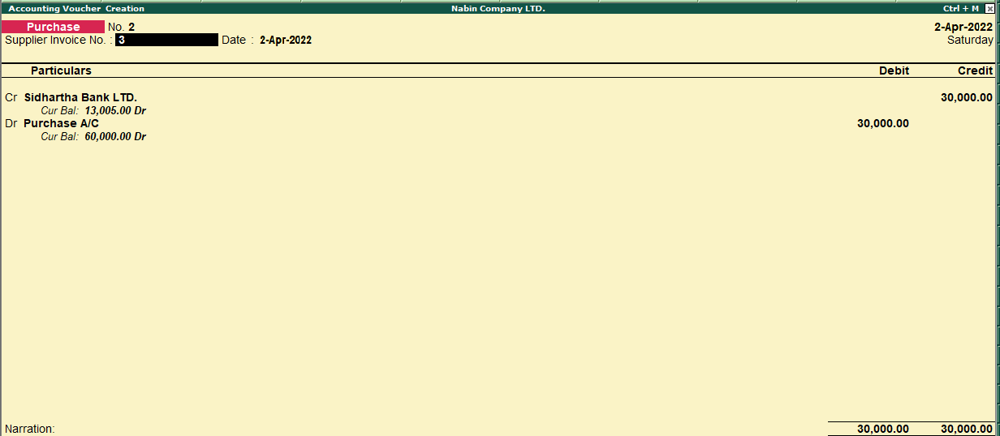 Accounting Voucher Creation Nabin Company LTD. Ctrl + M ×
Purchase No. 2 2-Apr-2022
Supplier Invoice No. : 3 Date : 2-Apr-2022 Saturday
Particulars Debit Credit
Cr Sidhartha Bank LTD. 30,000.00
Cur Bal: 13,005.00 Dr
Dr Purchase A/C 30,000.00
Cur Bal: 60,000.00 Dr
Narration: 30,000.00 30,000.00